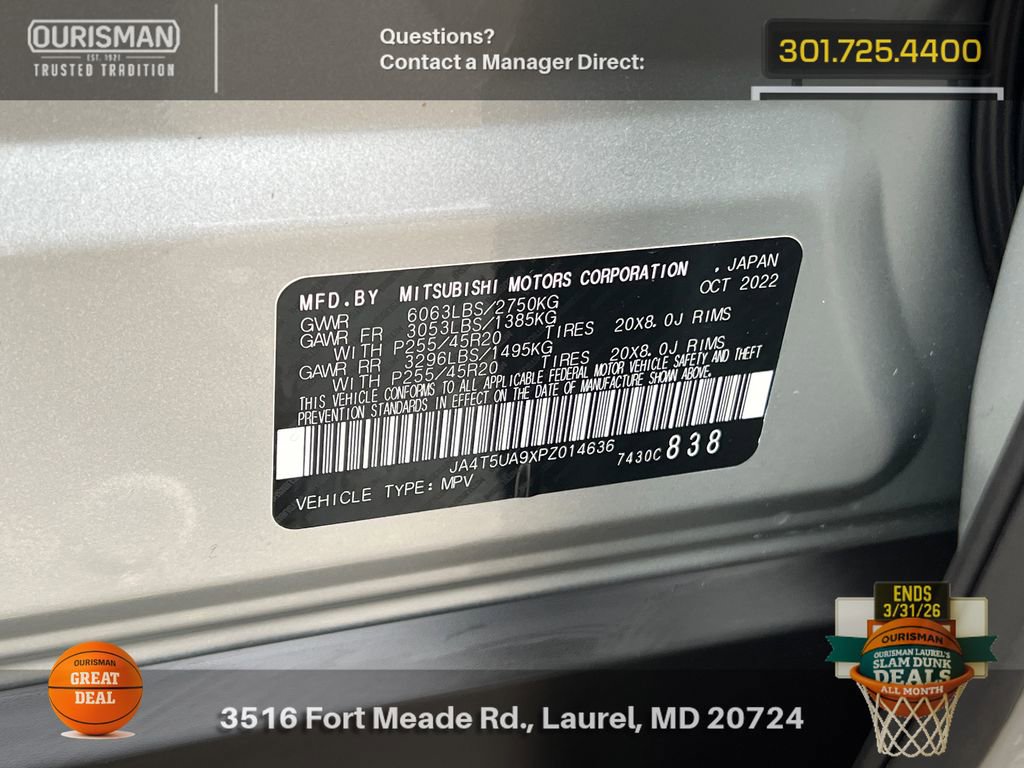 OURISMAN
EST. 1921
TRUSTED TRADITION
Questions?
Contact a Manager Direct:
301.725.4400
MFD.BY MITSUBISHI MOTORS CORPORATION , JAPAN
OCT 2022
GVWR 6063LBS/2750KG
GAWR FR 3053LBS/1385KG
WITH P255/45R20 TIRES 20X8.0J RIMS
GAWR RR 3296LBS/1495KG
WITH P255/45R20 TIRES 20X8.0J RIMS
THIS VEHICLE CONFORMS TO ALL APPLICABLE FEDERAL MOTOR VEHICLE SAFETY AND THEFT
PREVENTION STANDARDS IN EFFECT ON THE DATE OF MANUFACTURE SHOWN ABOVE.
JA4T5UA9XPZ014636 7430C 838
VEHICLE TYPE: MPV
ENDS
3/31/26
OURISMAN
OURISMAN LAUREL'S
SLAM DUNK
DEALS
ALL MONTH
OURISMAN
GREAT
DEAL
3516 Fort Meade Rd., Laurel, MD 20724